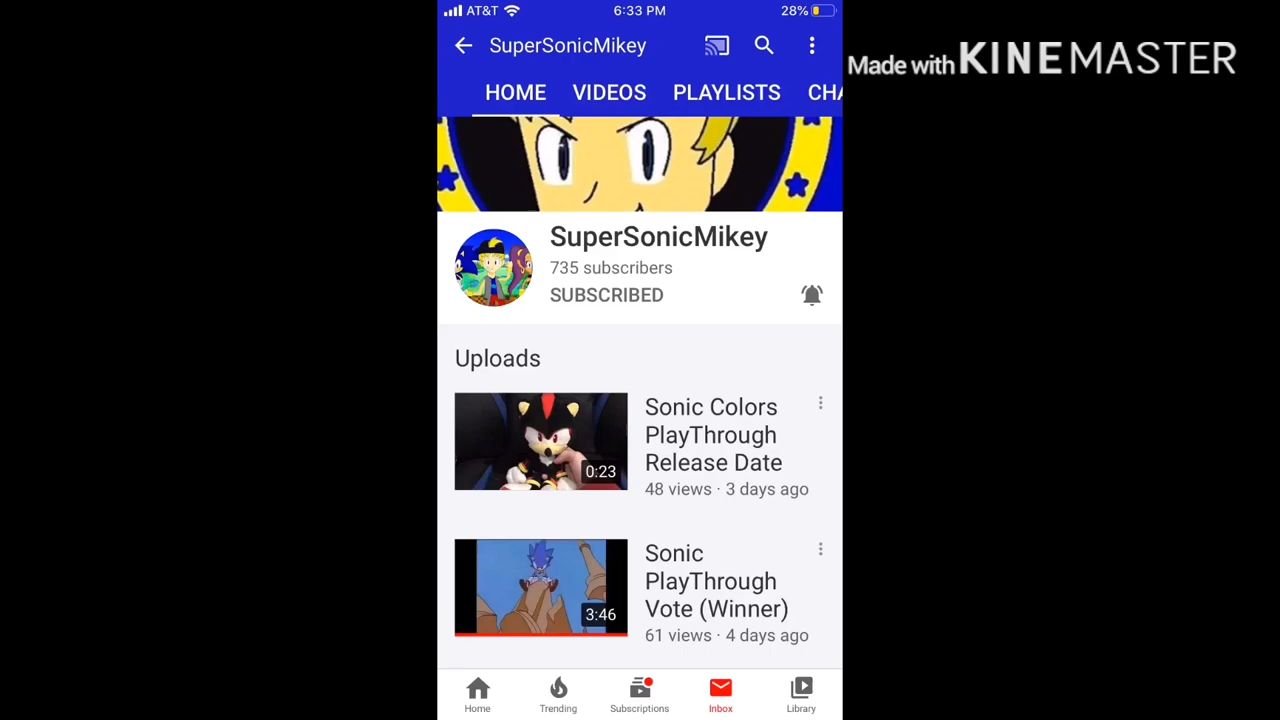 AT&T
6:33 PM
28%
SuperSonicMikey
Made with KINEMASTER
HOME VIDEOS PLAYLISTS CHA
SuperSonicMikey
735 subscribers
SUBSCRIBED
Uploads
Sonic Colors
PlayThrough
Release Date
0:23
48 views · 3 days ago
Sonic
PlayThrough
Vote (Winner)
3:46
61 views · 4 days ago
Home Trending Subscriptions Inbox Library